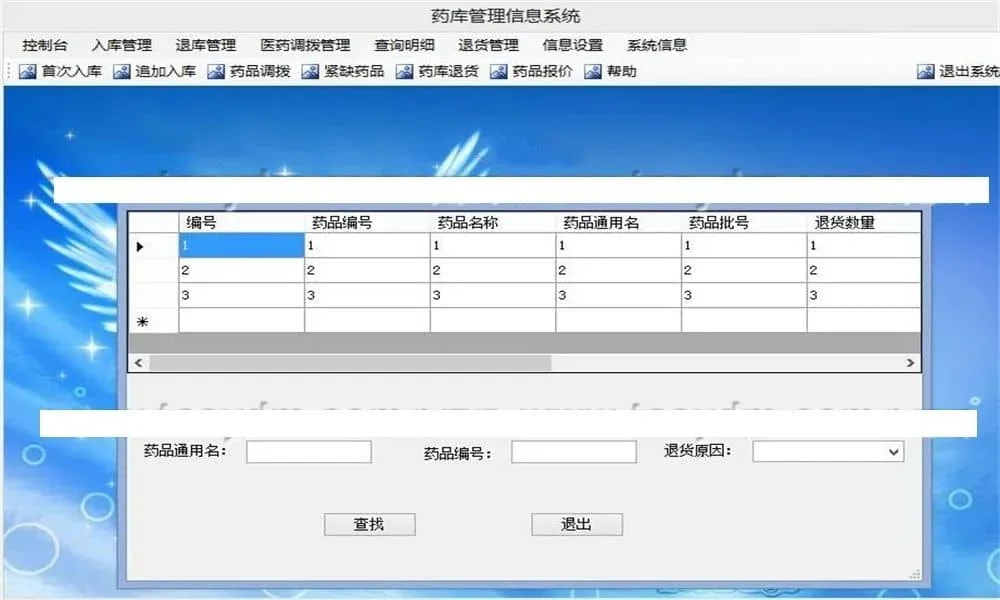 药库管理信息系统
控制台 入库管理 退库管理 医药调拨管理 查询明细 退货管理 信息设置 系统信息
首次入库 追加入库 药品调拨 紧缺药品 药库退货 药品报价 帮助 退出系统
编号 药品编号 药品名称 药品通用名 药品批号 退货数量
1 1 1 1 1 1
2 2 2 2 2 2
3 3 3 3 3 3
药品通用名： 药品编号： 退货原因：
查找 退出